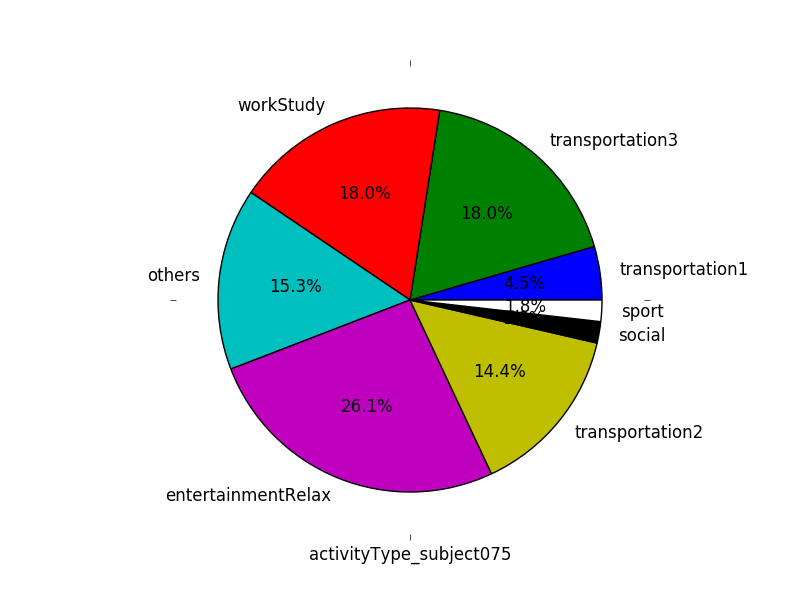 workStudy
transportation3
18.0%
18.0%
others
15.3%
transportation1
4.5%
1.8%
sport
social
14.4%
26.1%
transportation2
entertainmentRelax
activityType_subject075